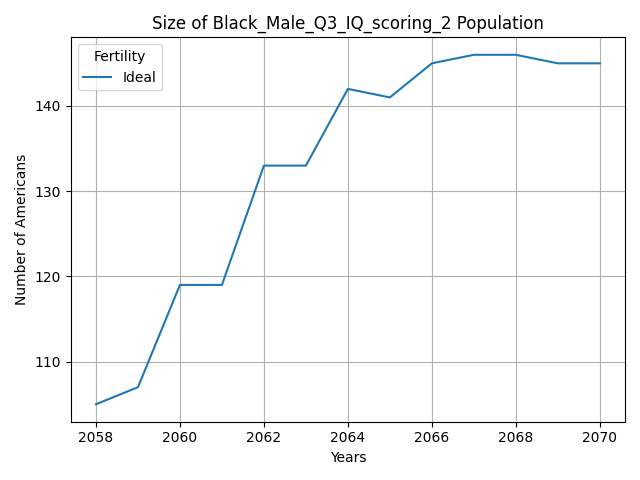 Size of Black_Male_Q3_IQ_scoring_2 Population
Fertility
Ideal
Number of Americans
140
130
120
110
2058 2060 2062 2064 2066 2068 2070
Years